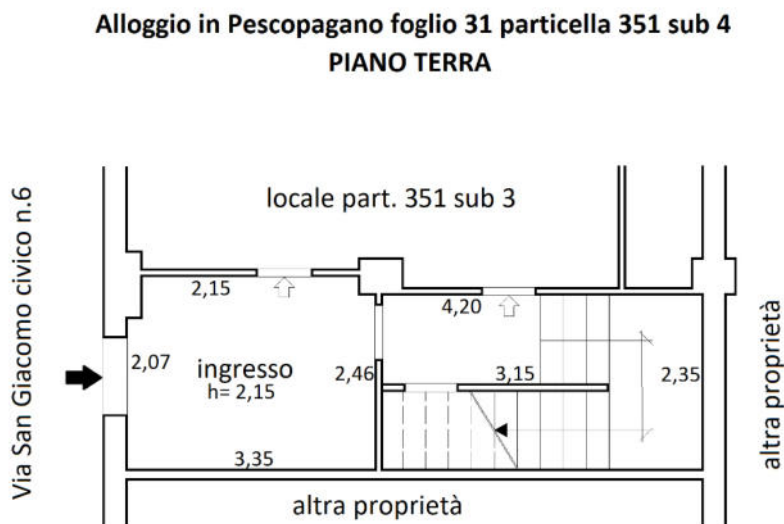 Alloggio in Pescopagano foglio 31 particella 351 sub 4
PIANO TERRA
Via San Giacomo civico n.6
locale part. 351 sub 3
2,15
4,20
2,07
ingresso
h= 2,15
2,46
3,15
2,35
3,35
altra proprietà
altra proprietà